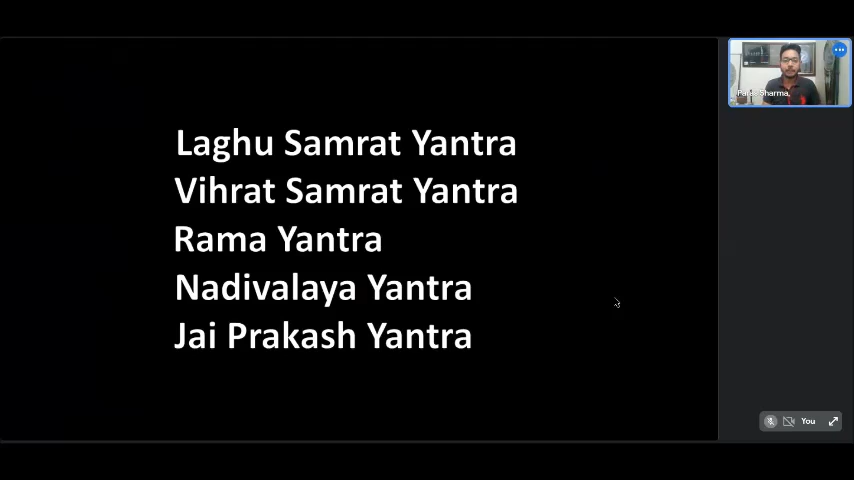 Laghu Samrat Yantra
Vihrat Samrat Yantra
Rama Yantra
Nadivalaya Yantra
Jai Prakash Yantra
Sharma,
You